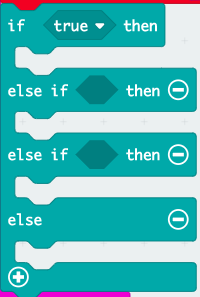 if true then
else if then
else if then
else